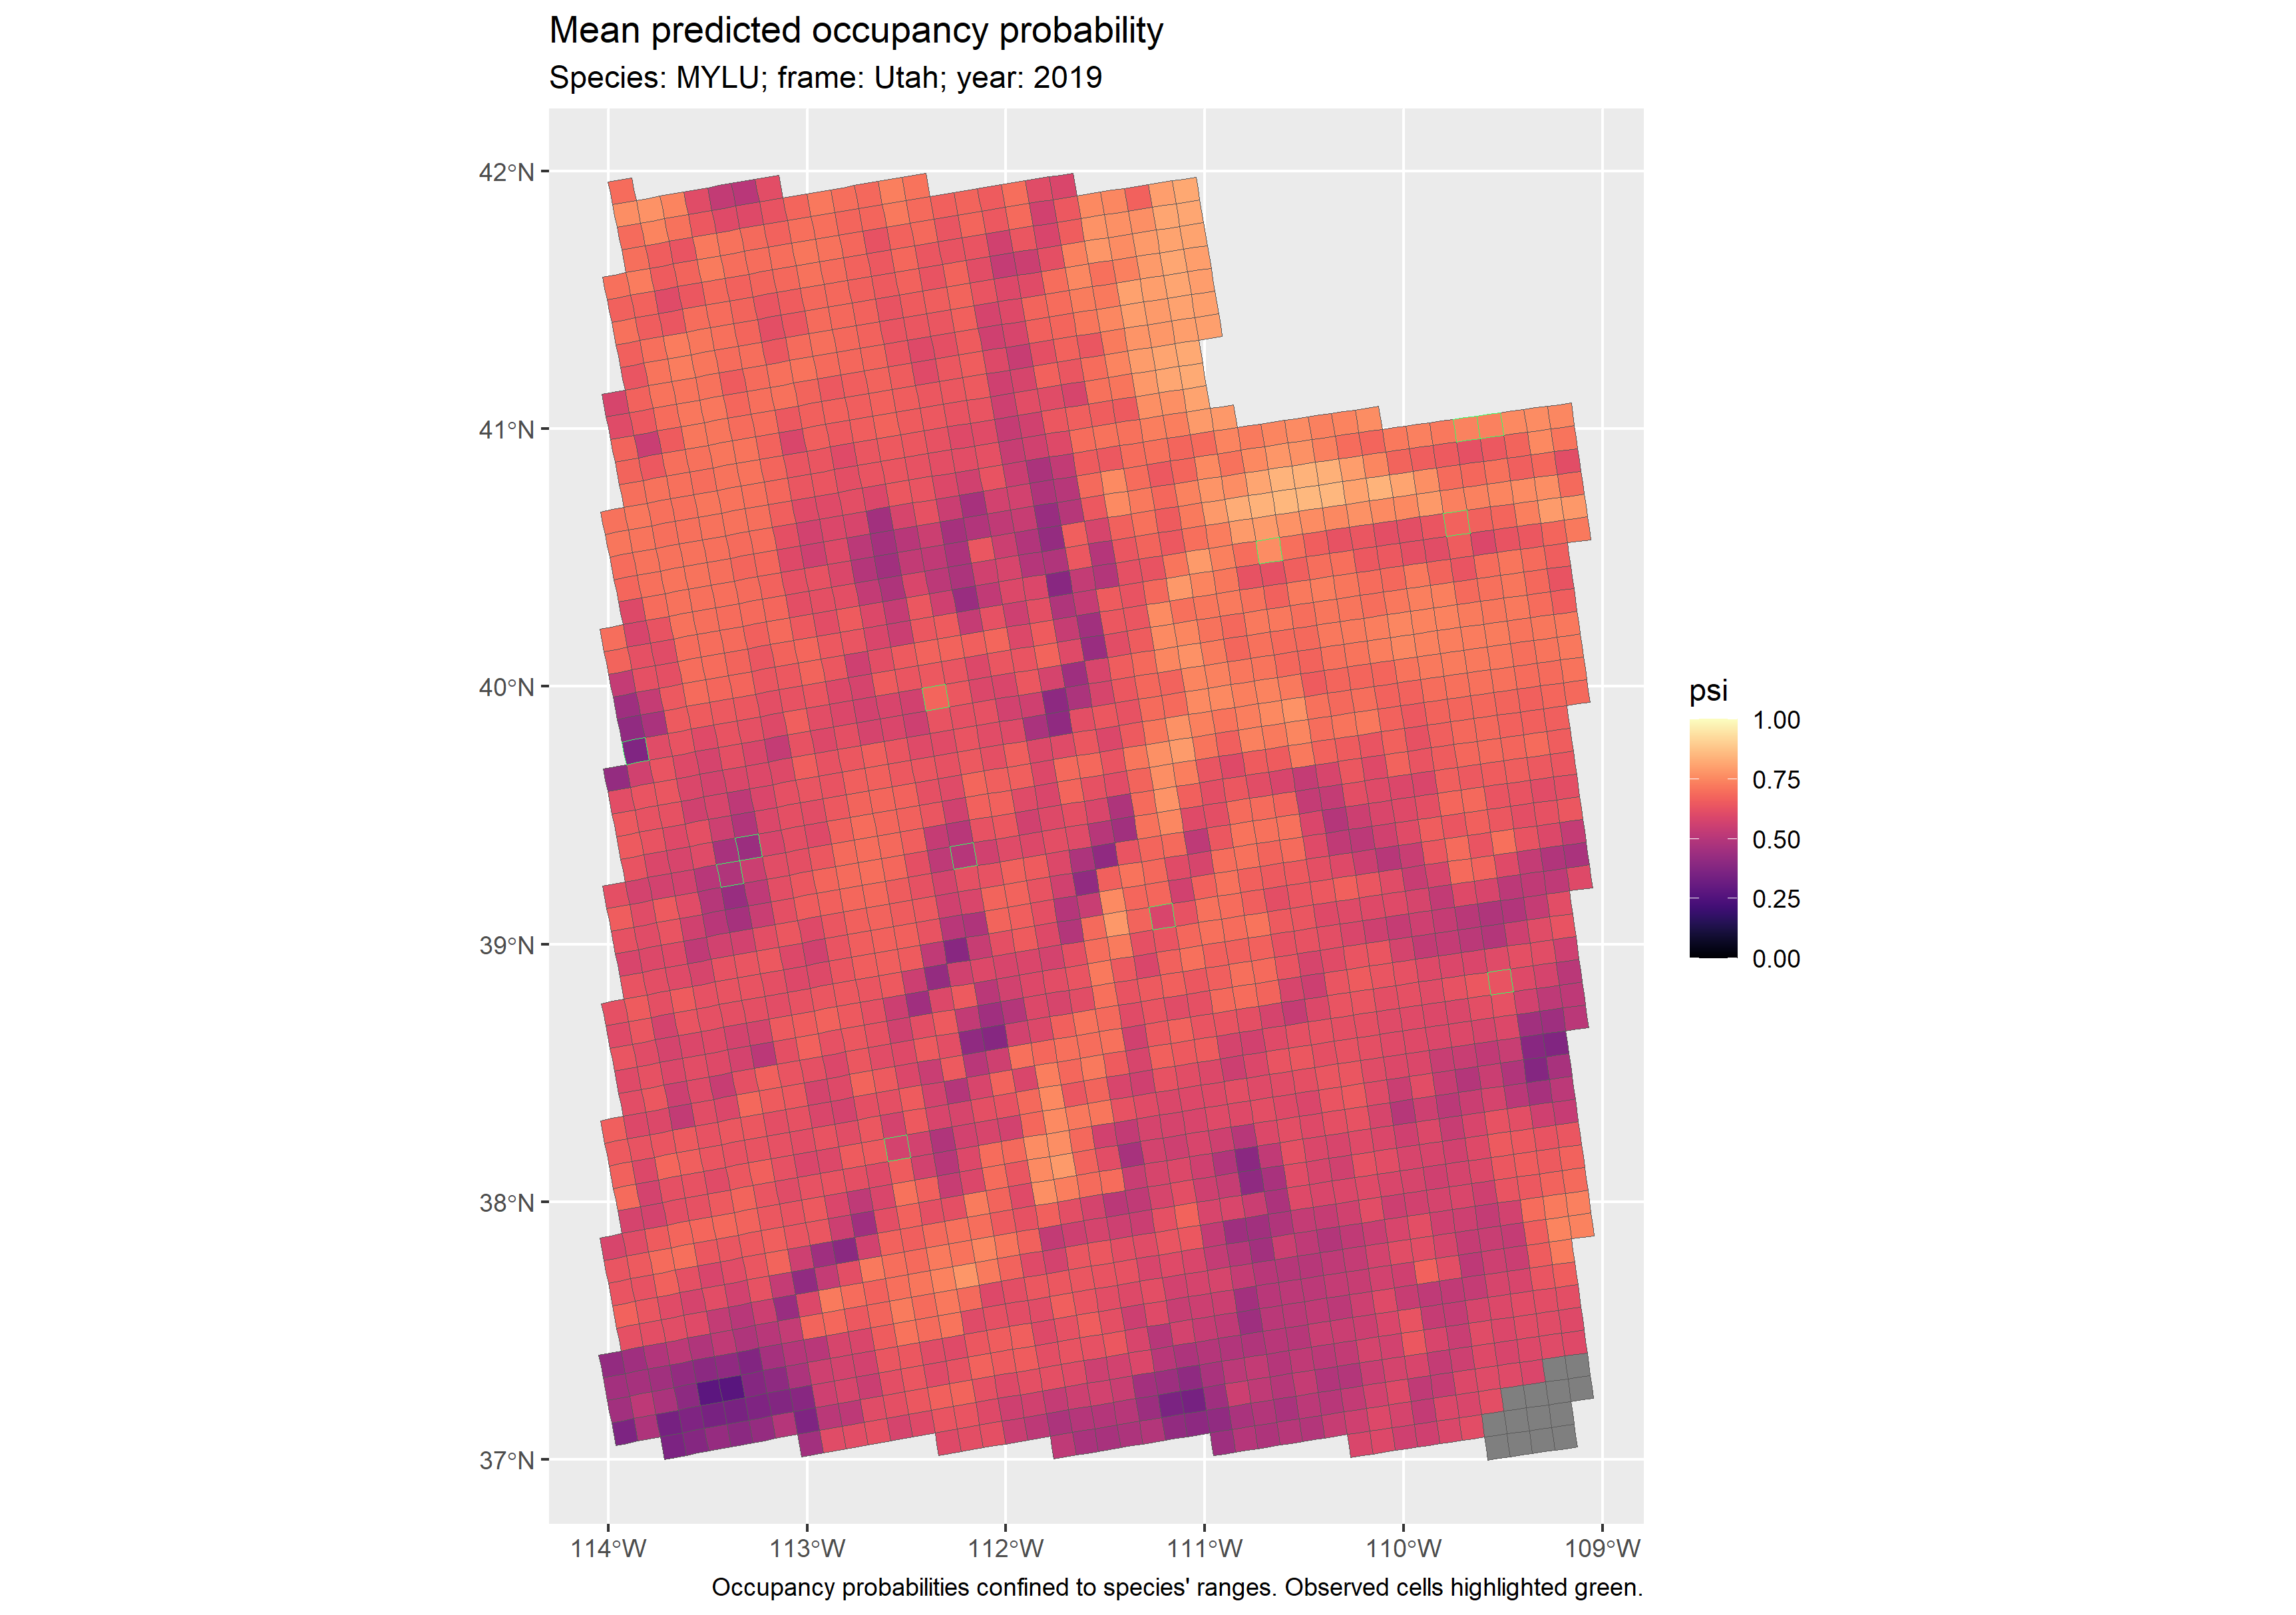 Mean predicted occupancy probability
Species: MYLU; frame: Utah; year: 2019
42°N
41°N
40°N
39°N
38°N
37°N
114°W
113°W
112°W
111°W
110°W
109°W
psi
1.00
0.75
0.50
0.25
0.00
Occupancy probabilities confined to species' ranges. Observed cells highlighted green.